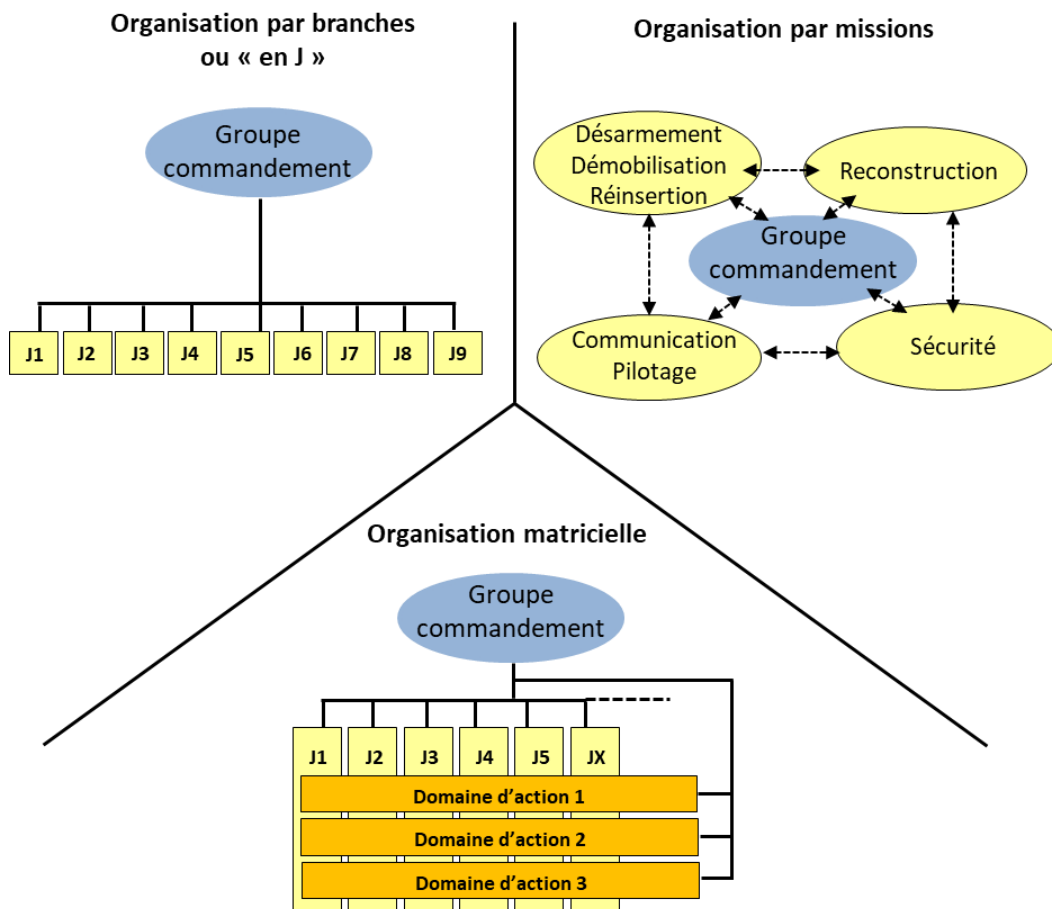 Organisation par branches
ou « en J »
Groupe
commandement
J1 J2 J3 J4 J5 J6 J7 J8 J9
Organisation par missions
Désarmement
Démobilisation
Réinsertion
Reconstruction
Groupe
commandement
Communication
Pilotage
Sécurité
Organisation matricielle
Groupe
commandement
J1 J2 J3 J4 J5 JX
Domaine d'action 1
Domaine d'action 2
Domaine d'action 3